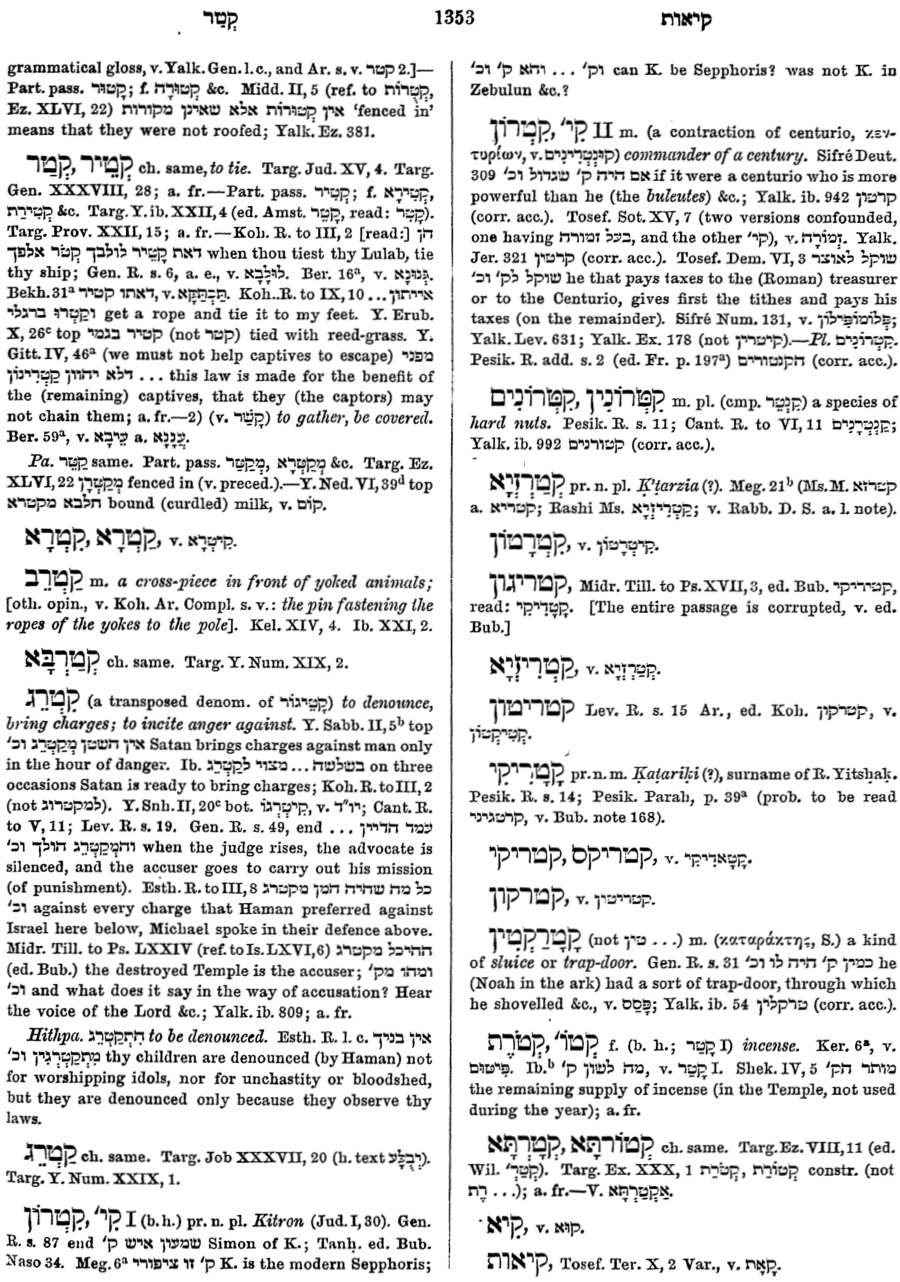 קְטַר 1353 קיאות
grammatical gloss, v. Yalk. Gen. l. c., and Ar. s. v. קטר 2.]—
Part. pass. קָטוּר; f. קְטוּרָה &c. Midd. II, 5 (ref. to קְטֻרוֹת,
Ez. XLVI, 22) אין קְטוּרוֹת אלא שאינן מקורות 'fenced in'
means that they were not roofed; Yalk. Ez. 381.
קְטֵיר, קְטַר ch. same, to tie. Targ. Jud. XV, 4. Targ.
Gen. XXXVIII, 28; a. fr.—Part. pass. קְטִיר; f. קְטִירָא,
קְטִירַת &c. Targ. Y. ib. XXII, 4 (ed. Amst. קְטַר, read: קְטַר).
Targ. Prov. XXII, 15; a. fr.—Koh. R. to III, 2 [read:] הן
דאת קָטֵיר לולבך קְטֹר אלפך when thou tiest thy Lulab, tie
thy ship; Gen. R. s. 6, a. e., v. לוּלְבָא. Ber. 16ª, v. גְּנוּנָא.
Bekh. 31ª דאתו קטיר, v. תַּכְתְּקָא. Koh. R. to IX, 10 ... אייתון
וקַטְרוּ ברגלי get a rope and tie it to my feet. Y. Erub.
X, 26ᶜ top קטיר בגמי (not קטר) tied with reed-grass. Y.
Gitt. IV, 46ª (we must not help captives to escape) מפני
דלא יהוון קַטְרִינוֹן ... this law is made for the benefit of
the (remaining) captives, that they (the captors) may
not chain them; a. fr.—2) (v. קָשַׁר) to gather, be covered.
Ber. 59ª, v. עֵיבָא a. עֲנָנָא.
Pa. קַטֵּר same. Part. pass. מְקַטַּר, מְקַטְּרָא &c. Targ. Ez.
XLVI, 22 מְקַטְּרָן fenced in (v. preced.).—Y. Ned. VI, 39ᵈ top
חלבא מקטרא bound (curdled) milk, v. קוֹם.
קַטְרָא, קִטְרָא, v. קִיטְרָא.
קַטְרֵב m. a cross-piece in front of yoked animals;
[oth. opin., v. Koh. Ar. Compl. s. v.: the pin fastening the
ropes of the yokes to the pole]. Kel. XIV, 4. Ib. XXI, 2.
קְטַרְבָּא ch. same. Targ. Y. Num. XIX, 2.
קִטְרֵג (a transposed denom. of קָטֵיגוֹר) to denounce,
bring charges; to incite anger against. Y. Sabb. II, 5ᵇ top
אין השטן מְקַטְרֵג וכ׳ Satan brings charges against man only
in the hour of danger. Ib. בשלשה ... מצוי לְקַטְרֵג on three
occasions Satan is ready to bring charges; Koh. R. to III, 2
(not למקטרוג). Y. Snh. II, 20ᶜ bot. קִיטְרְגוֹ, v. יו״ד; Cant. R.
to V, 11; Lev. R. s. 19. Gen. R. s. 49, end עמד הדיין ...
והמְקַטְרֵג הולך וכ׳ when the judge rises, the advocate is
silenced, and the accuser goes to carry out his mission
(of punishment). Esth. R. to III, 8 כל מה שהיה המן מקטרג
וכ׳ against every charge that Haman preferred against
Israel here below, Michael spoke in their defence above.
Midr. Till. to Ps. LXXIV (ref. to Is. LXVI, 6) ההיכל מקטרג
(ed. Bub.) the destroyed Temple is the accuser; ומהו מק׳
וכ׳ and what does it say in the way of accusation? Hear
the voice of the Lord &c.; Yalk. ib. 809; a. fr.
Hithpa. הִתְקַטְרֵג to be denounced. Esth. R. l. c. אין בניך
מִתְקַטְרְגִין וכ׳ thy children are denounced (by Haman) not
for worshipping idols, nor for unchastity or bloodshed,
but they are denounced only because they observe thy
laws.
קַטְרֵג ch. same. Targ. Job XXXVII, 20 (h. text יְבֻלָּע).
Targ. Y. Num. XXIX, 1.
קִטְרוֹן, קִי׳ I (b. h.) pr. n. pl. Kitron (Jud. I, 30). Gen.
R. s. 87 end שמעון איש ק׳ Simon of K.; Tanḥ. ed. Bub.
Naso 34. Meg. 6ª ק׳ זו ציפורי K. is the modern Sepphoris;
וק׳ ... והא ק׳ וכ׳ can K. be Sepphoris? was not K. in
Zebulun &c.?
קִטְרוֹן, קִי׳ II m. (a contraction of centurio, κεν-
τυρίων, v. קוּנְטְרִינִים) commander of a century. Sifré Deut.
309 אם היה ק׳ שגדול וכ׳ if it were a centurio who is more
powerful than he (the buleutes) &c.; Yalk. ib. 942 קרטון
(corr. acc.). Tosef. Sot. XV, 7 (two versions confounded,
one having בעל זמורה, and the other קי׳), v. זְמוֹרָה. Yalk.
Jer. 321 קרטין (corr. acc.). Tosef. Dem. VI, 3 שוקל לאוצר
שוקל לק׳ וכ׳ he that pays taxes to the (Roman) treasurer
or to the Centurio, gives first the tithes and pays his
taxes (on the remainder). Sifré Num. 131, v. פְּלוֹמוֹפִּילוֹן;
Yalk. Lev. 631; Yalk. Ex. 178 (not קיטרין).—Pl. קִטְרוֹנִים.
Pesik. R. add. s. 2 (ed. Fr. p. 197ª) הקנטורים (corr. acc.).
קִטְּרוֹנִין, קִטְּרוֹנִים m. pl. (cmp. קַנְטֵר) a species of
hard nuts. Pesik. R. s. 11; Cant. R. to VI, 11 קַנְטְרָנִים;
Yalk. ib. 992 קטורנים (corr. acc.).
קְטַרְזְיָא pr. n. pl. Ḳ'tarzia (?). Meg. 21ᵇ (Ms. M. קטרזא
a. קטריא; Rashi Ms. קַטְרִיזְיָא; v. Rabb. D. S. a. l. note).
קִטְרָטוֹן, v. קִיטְרָטוֹן.
קטריגון, Midr. Till. to Ps. XVII, 3, ed. Bub. קטירדיקי,
read: קָטָדִיקֵי. [The entire passage is corrupted, v. ed.
Bub.]
קַטְרִיזְיָא, v. קְטַרְזְיָא.
קטריטון Lev. R. s. 15 Ar., ed. Koh. קטרקון, v.
קַטִיקְטוֹן.
קָטָרִיקִי pr. n. m. Ḳatariḳi (?), surname of R. Yitsḥaḳ.
Pesik. R. s. 14; Pesik. Parah, p. 39ª (prob. to be read
קרטגיני, v. Bub. note 168).
קטריקס, קטריקי, v. קָטָאדִיקֵי.
קטרקון, v. קטריטון.
קָטָרַקְטִין (not טין ...) m. (καταράκτης, S.) a kind
of sluice or trap-door. Gen. R. s. 31 כמין ק׳ היה לו וכ׳ he
(Noah in the ark) had a sort of trap-door, through which
he shovelled &c., v. פָּסַס; Yalk. ib. 54 טרקלין (corr. acc.).
קְטֹרֶת, קְטוֹ׳ f. (b. h.; קָטַר I) incense. Ker. 6ª, v.
פִּישּׁוּם. Ib.ᵇ מה לשון ק׳, v. קָטַר I. Shek. IV, 5 מותר הק׳
the remaining supply of incense (in the Temple, not used
during the year); a. fr.
קְטוֹרְתָּא, קְטָרְתָּא ch. same. Targ. Ez. VIII, 11 (ed.
Wil. קְטַרְ׳). Targ. Ex. XXX, 1 קְטוֹרַת, קְטֹרַת constr. (not
רֶת ...); a. fr.—V. אַקְטַרְתָּא.
קִיא, v. קוּא.
קיאות, Tosef. Ter. X, 2 Var., v. קָאָת.